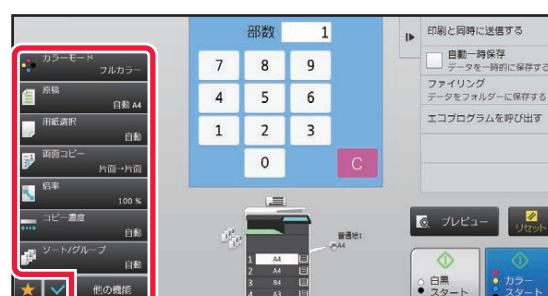 カラーモード
フルカラー
原稿
自動 A4
用紙選択
自動
両面コピー
片面→片面
倍率
100 %
コピー濃度
自動
ソート/グループ
自動
他の機能
部数 1
7 8 9
4 5 6
1 2 3
0 C
普通紙1
A4
1 A4
2 A4
3 B4
4 A3
印刷と同時に送信する
自動一時保存
データを一時的に保存する
ファイリング
データをフォルダーに保存する
エコプログラムを呼び出す
プレビュー
リセット
白黒
スタート
カラー
スタート